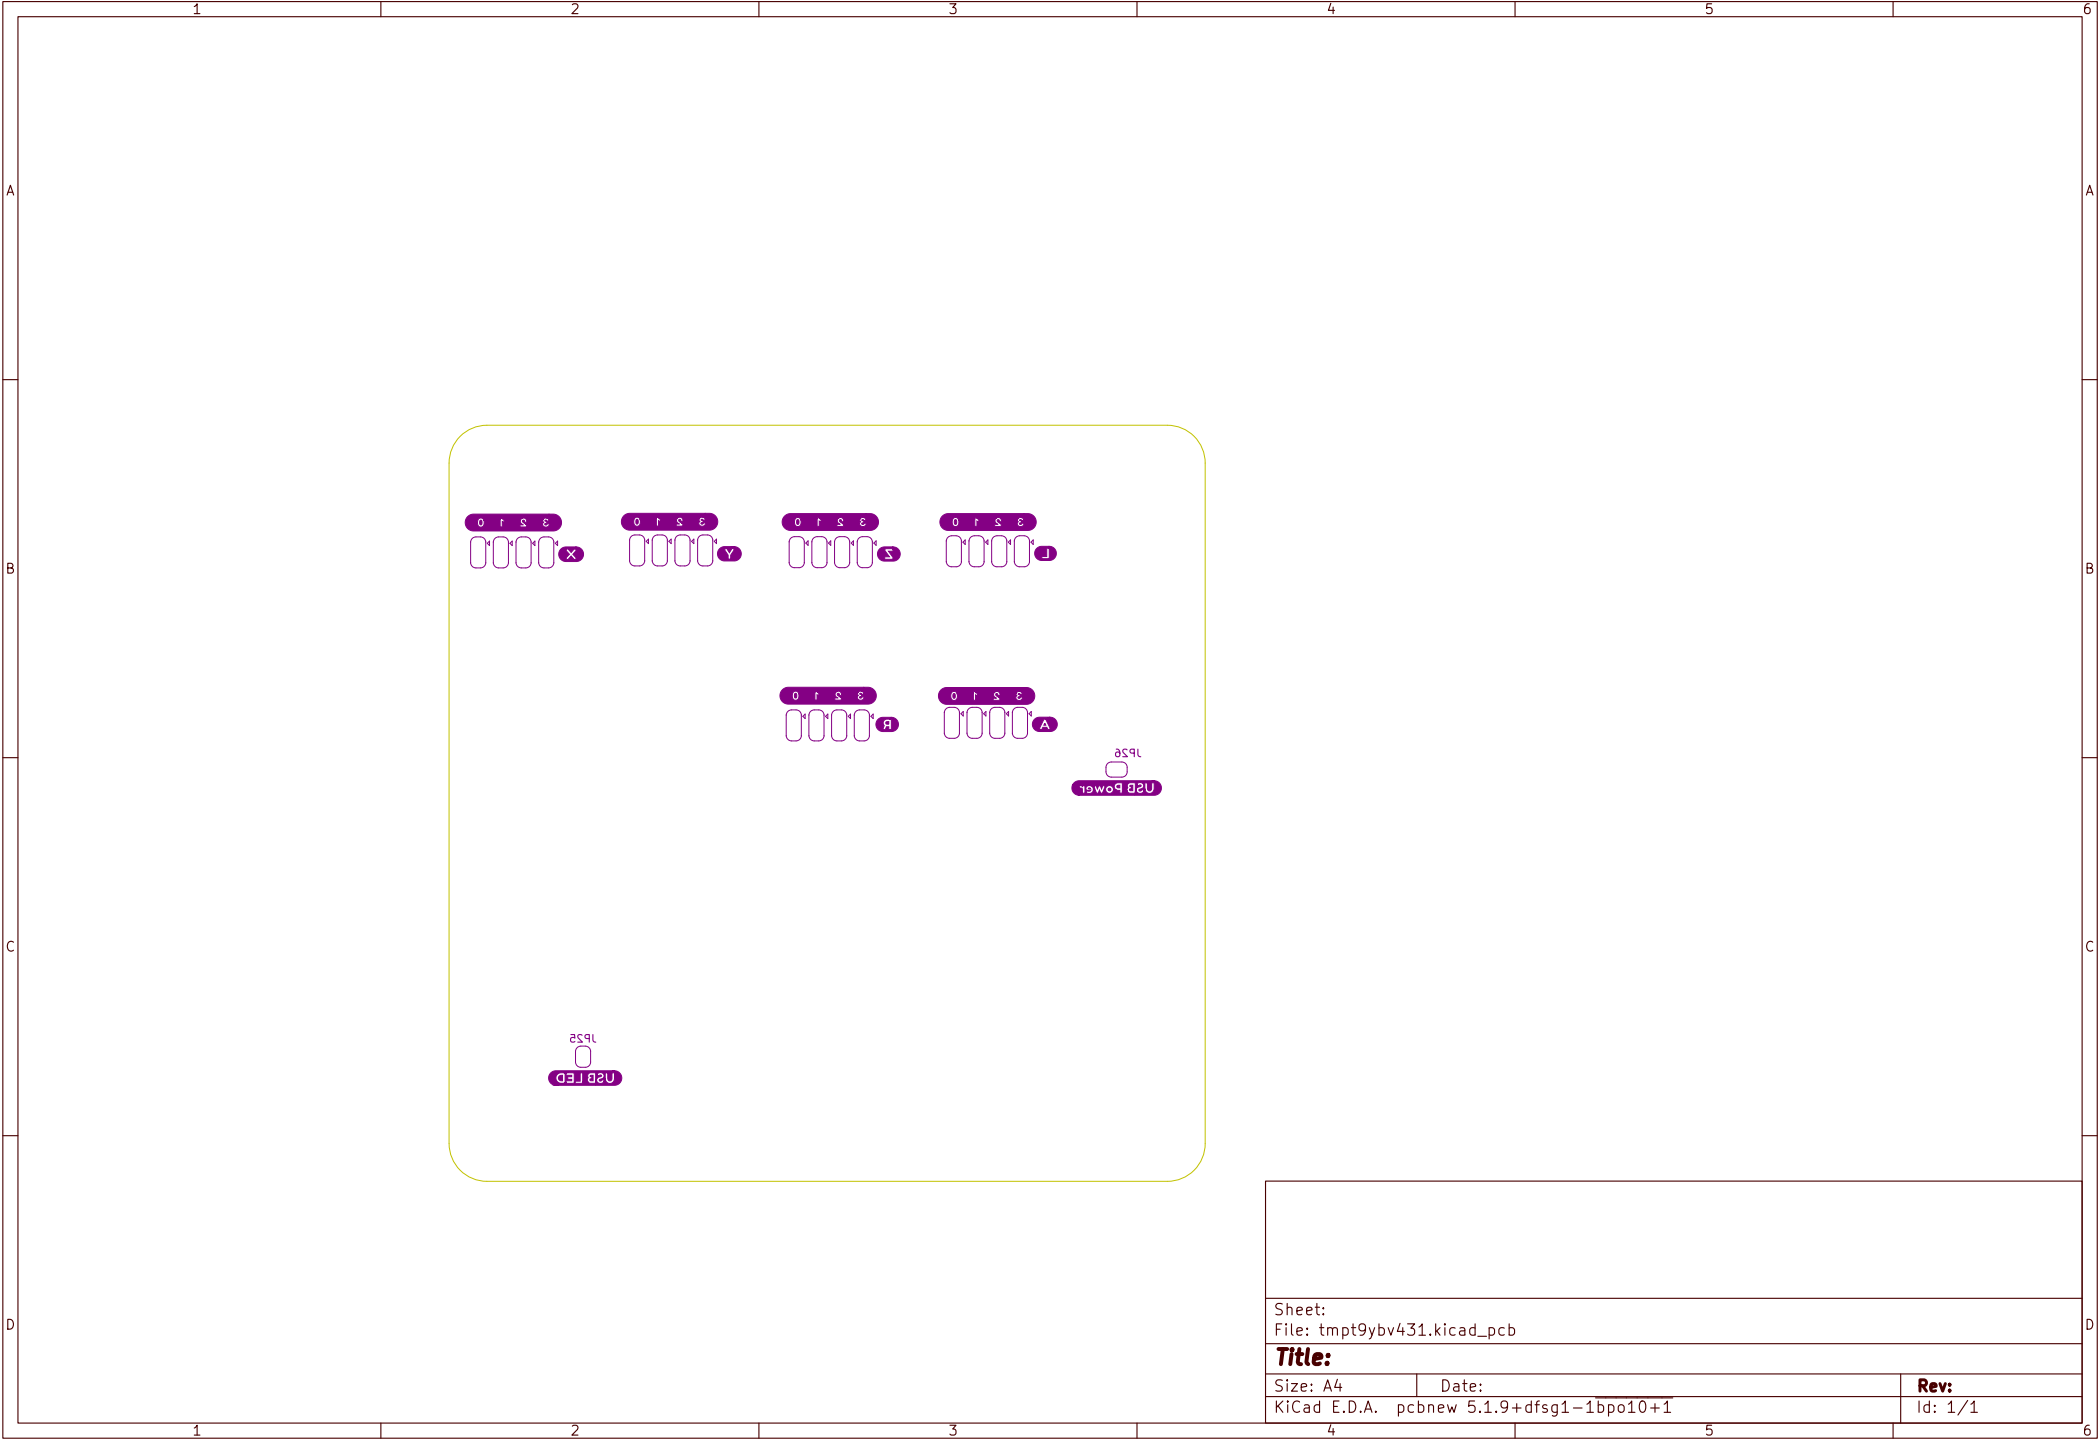 1 2 3 4 5 6
A A
0 1 2 3 0 1 2 3 0 1 2 3 0 1 2 3
X Y Z L
B B
0 1 2 3 0 1 2 3
R A
JP26
USB Power
C C
JP25
USB LED
Sheet:
File: tmpt9ybv431.kicad_pcb
D D
Title:
Size: A4 Date: Rev:
KiCad E.D.A. pcbnew 5.1.9+dfsg1-1bpo10+1 Id: 1/1
1 2 3 4 5 6